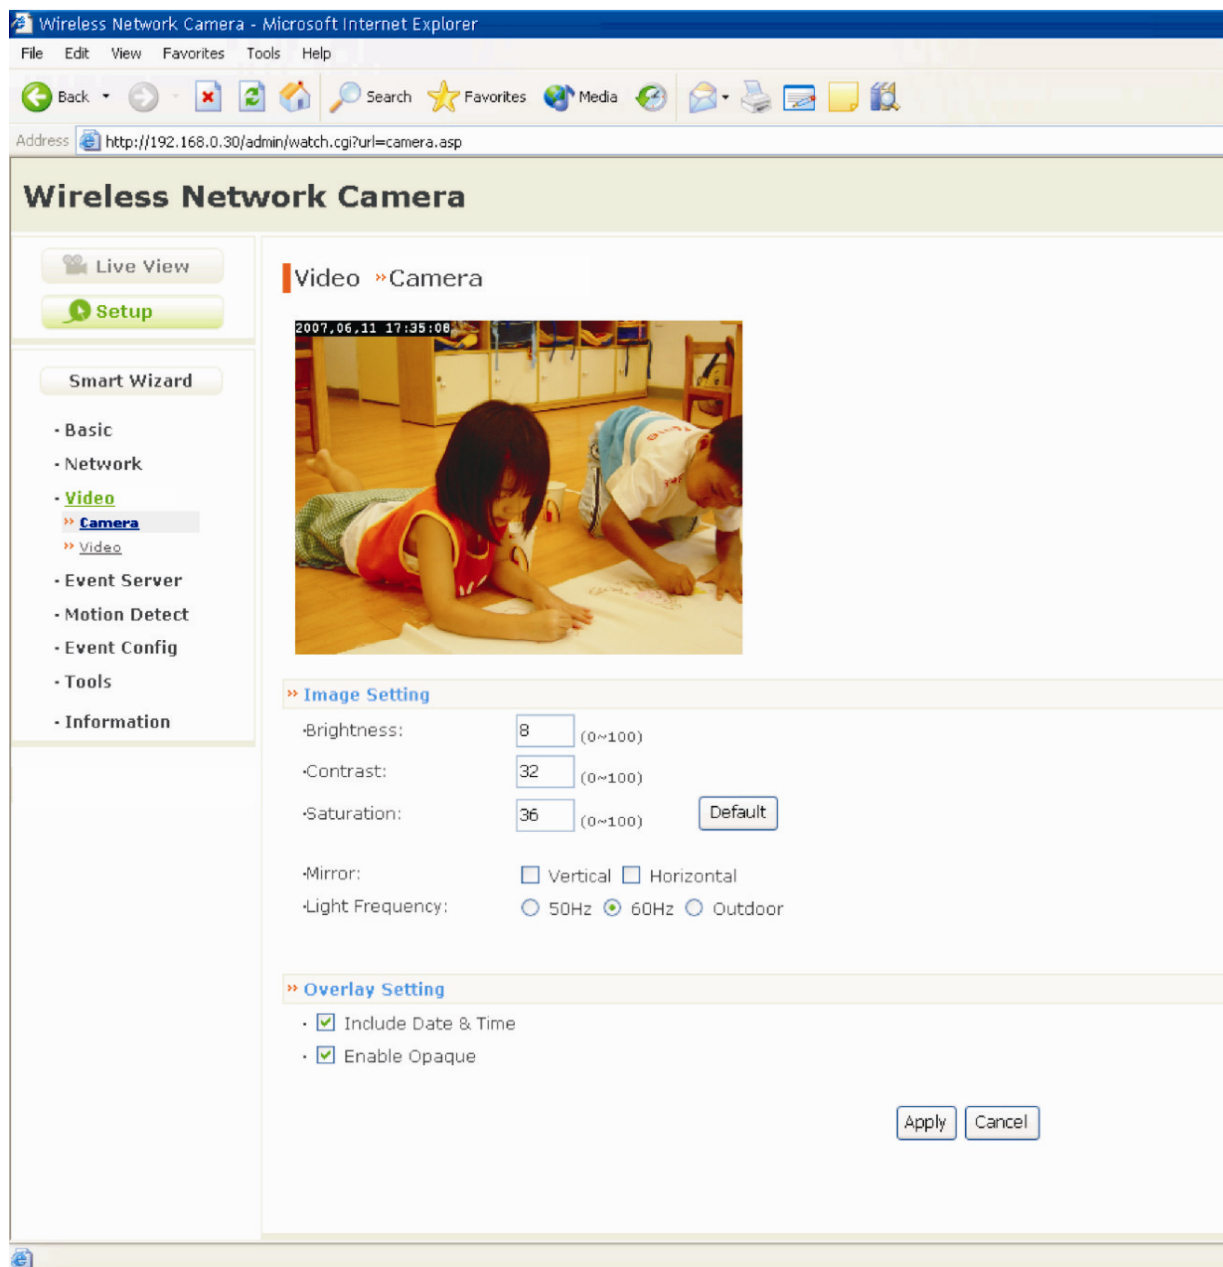 Wireless Network Camera - Microsoft Internet Explorer
File Edit View Favorites Tools Help
Back Search Favorites Media
Address http://192.168.0.30/admin/watch.cgi?url=camera.asp
Wireless Network Camera
Live View
Setup
Smart Wizard
· Basic
· Network
· Video
» Camera
» Video
· Event Server
· Motion Detect
· Event Config
· Tools
· Information
Video »Camera
2007,06,11 17:35:08
» Image Setting
·Brightness: 8 (0~100)
·Contrast: 32 (0~100)
·Saturation: 36 (0~100) Default
·Mirror: Vertical Horizontal
·Light Frequency: 50Hz 60Hz Outdoor
» Overlay Setting
· Include Date & Time
· Enable Opaque
Apply Cancel